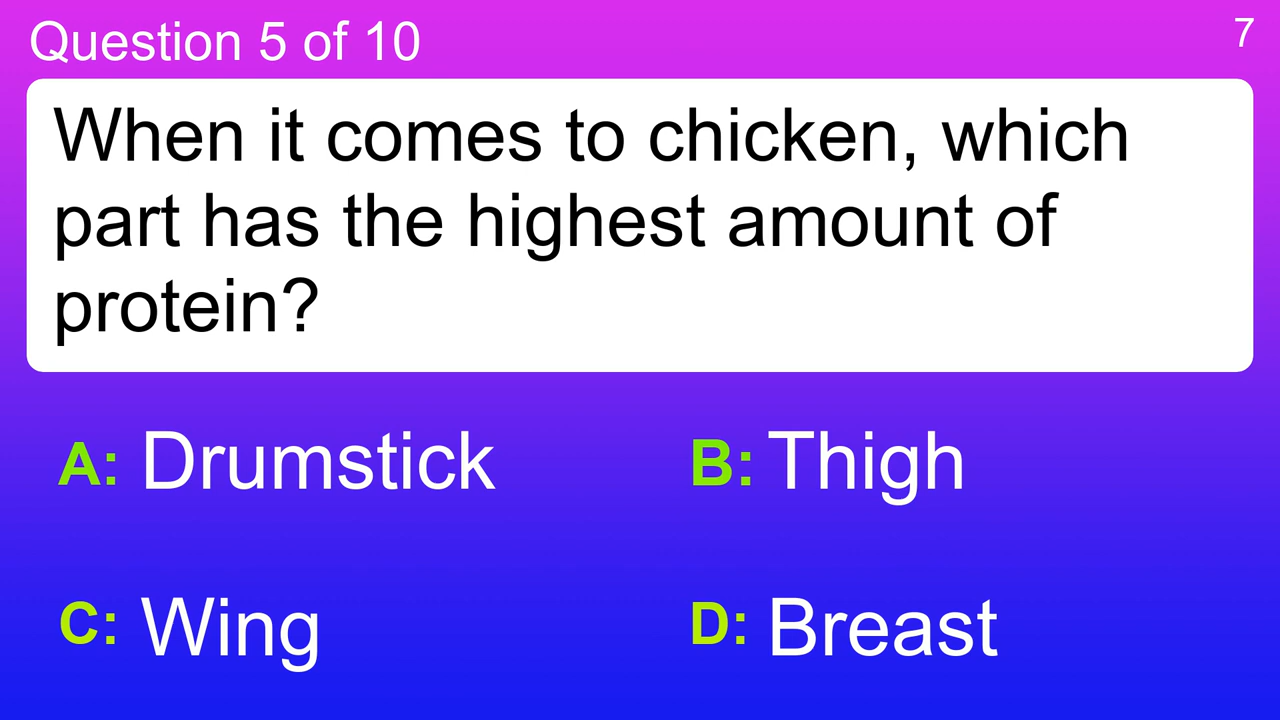 Question 5 of 10
7
When it comes to chicken, which
part has the highest amount of
protein?
A: Drumstick
B: Thigh
C: Wing
D: Breast